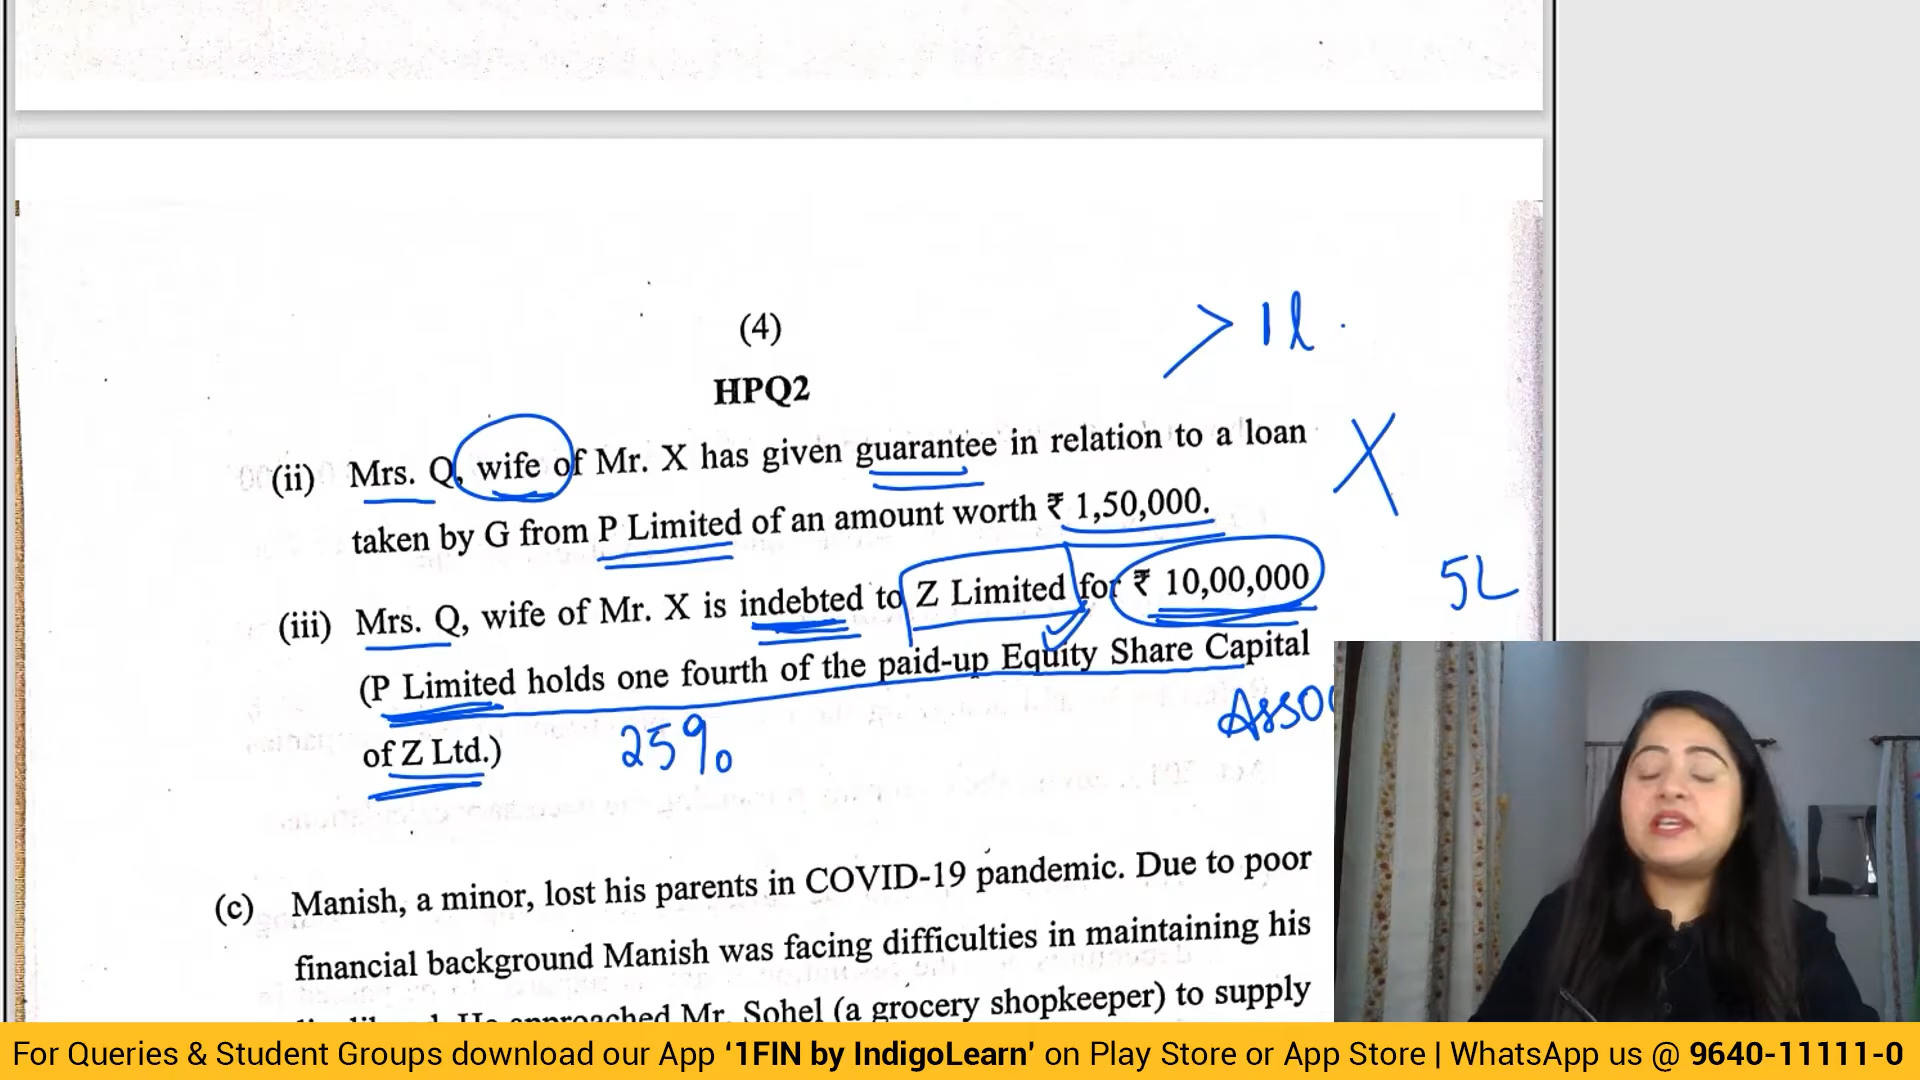 (4)
> 1l.
HPQ2
(ii) Mrs. Q, wife of Mr. X has given guarantee in relation to a loan
X
taken by G from P Limited of an amount worth ₹ 1,50,000.
(iii) Mrs. Q, wife of Mr. X is indebted to Z Limited for ₹ 10,00,000
5L
(P Limited holds one fourth of the paid-up Equity Share Capital
Asso
of Z Ltd.)
25%
(c) Manish, a minor, lost his parents in COVID-19 pandemic. Due to poor
financial background Manish was facing difficulties in maintaining his
approached Mr. Sohel (a grocery shopkeeper) to supply
For Queries & Student Groups download our App ‘1FIN by IndigoLearn' on Play Store or App Store | WhatsApp us @ 9640-11111-0